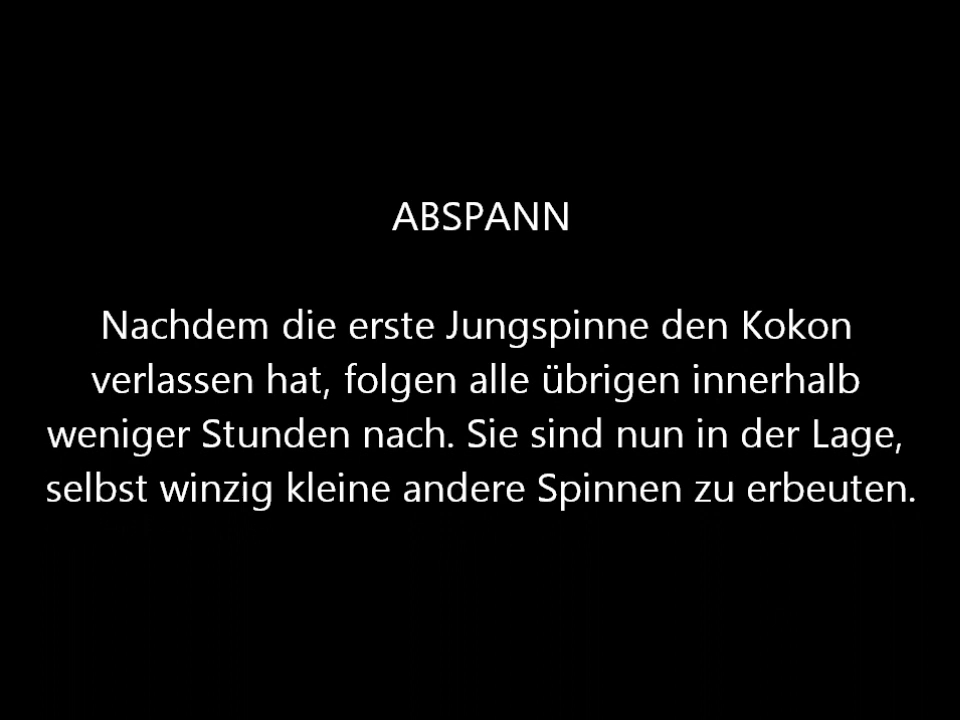 ABSPANN
Nachdem die erste Jungspinne den Kokon
verlassen hat, folgen alle übrigen innerhalb
weniger Stunden nach. Sie sind nun in der Lage,
selbst winzig kleine andere Spinnen zu erbeuten.